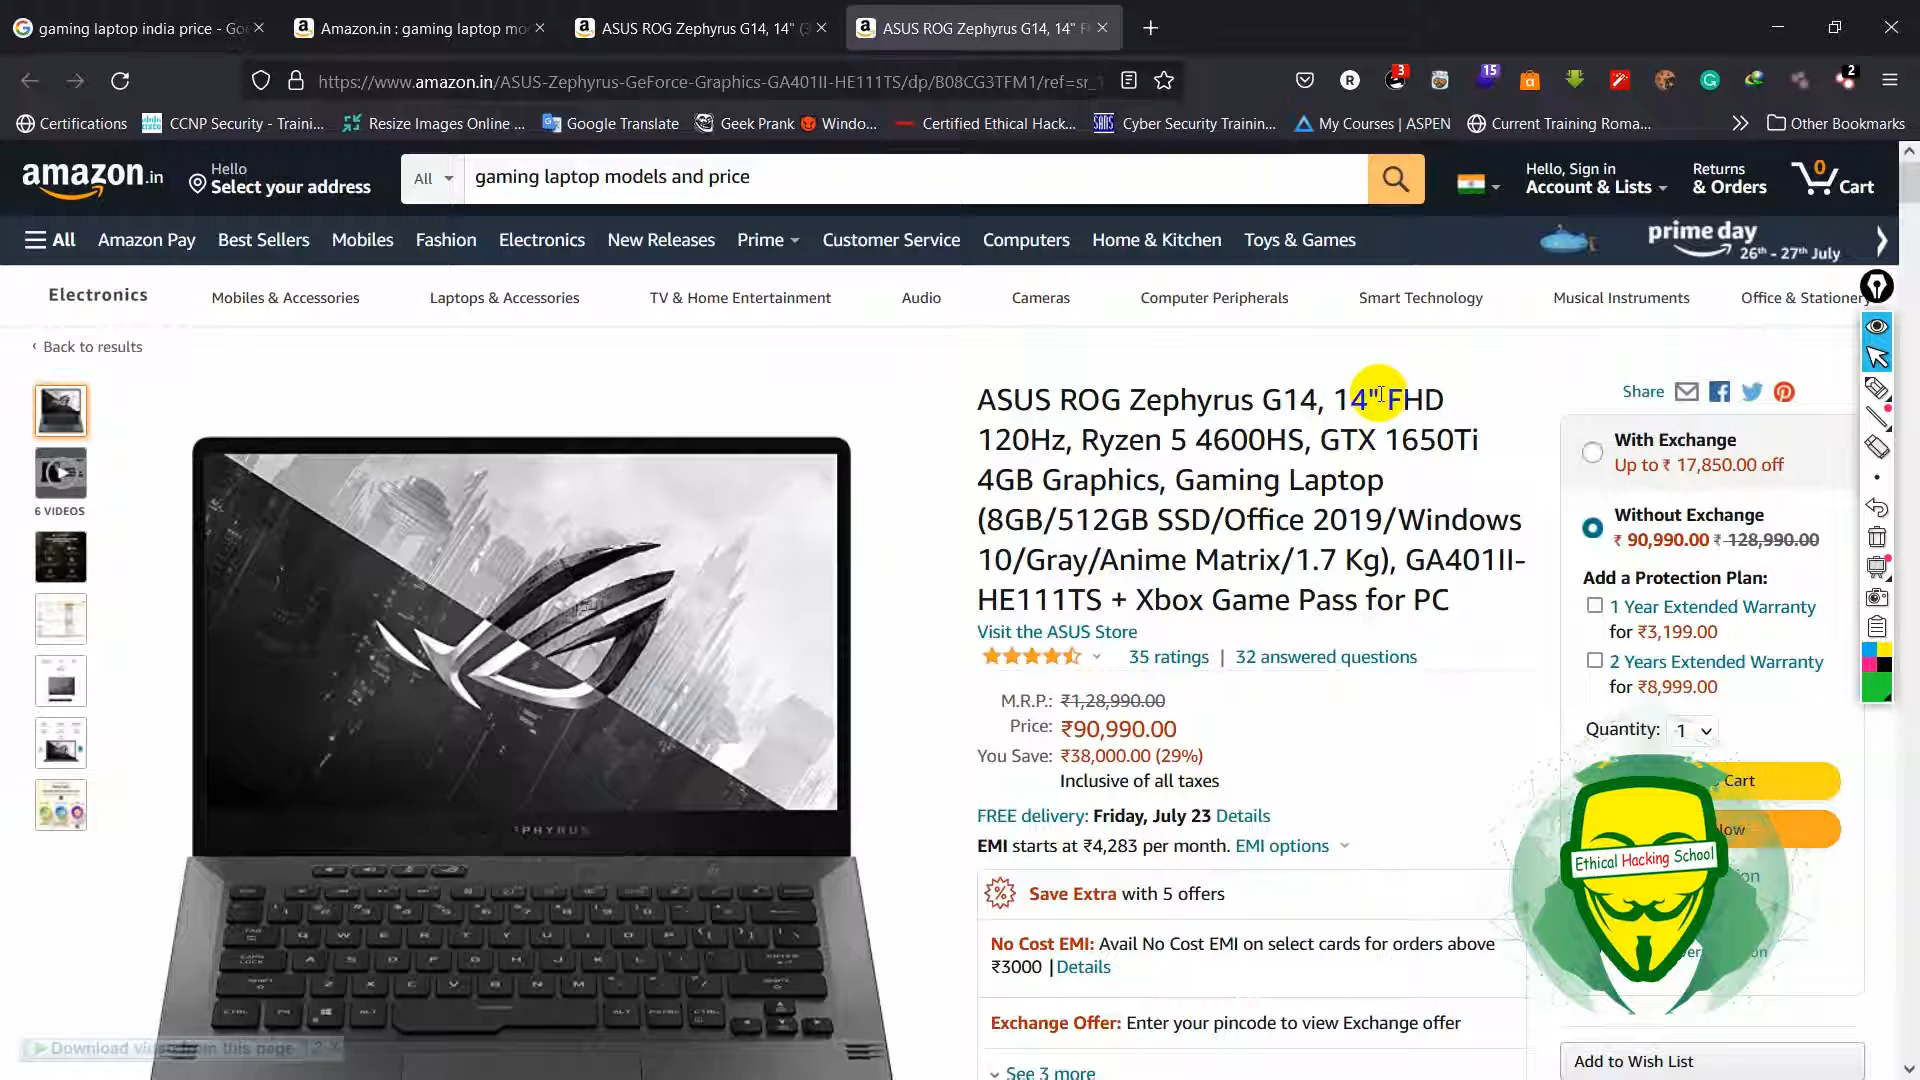 gaming laptop india price - Go
Amazon.in : gaming laptop mo
ASUS ROG Zephyrus G14, 14" (
ASUS ROG Zephyrus G14, 14" F
https://www.amazon.in/ASUS-Zephyrus-GeForce-Graphics-GA401II-HE111TS/dp/B08CG3TFM1/ref=sr_
3
15
2
Certifications
CCNP Security - Traini...
Resize Images Online ...
Google Translate
Geek Prank
Windo...
Certified Ethical Hack...
SANS
Cyber Security Trainin...
My Courses | ASPEN
Current Training Roma...
Other Bookmarks
amazon.in
Hello
Select your address
All
gaming laptop models and price
Hello, Sign in
Account & Lists
Returns
& Orders
0
Cart
All
Amazon Pay
Best Sellers
Mobiles
Fashion
Electronics
New Releases
Prime
Customer Service
Computers
Home & Kitchen
Toys & Games
prime day
26th - 27th July
Electronics
Mobiles & Accessories
Laptops & Accessories
TV & Home Entertainment
Audio
Cameras
Computer Peripherals
Smart Technology
Musical Instruments
Office & Stationery
‹ Back to results
6 VIDEOS
ASUS ROG Zephyrus G14, 14" FHD
120Hz, Ryzen 5 4600HS, GTX 1650Ti
4GB Graphics, Gaming Laptop
(8GB/512GB SSD/Office 2019/Windows
10/Gray/Anime Matrix/1.7 Kg), GA401II-
HE111TS + Xbox Game Pass for PC
Visit the ASUS Store
35 ratings | 32 answered questions
M.R.P.: ₹1,28,990.00
Price: ₹90,990.00
You Save: ₹38,000.00 (29%)
Inclusive of all taxes
FREE delivery: Friday, July 23 Details
EMI starts at ₹4,283 per month. EMI options
Save Extra with 5 offers
No Cost EMI: Avail No Cost EMI on select cards for orders above
₹3000 |Details
Exchange Offer: Enter your pincode to view Exchange offer
See 3 more
Share
With Exchange
Up to ₹ 17,850.00 off
Without Exchange
₹ 90,990.00 ₹ 128,990.00
Add a Protection Plan:
1 Year Extended Warranty
for ₹3,199.00
2 Years Extended Warranty
for ₹8,999.00
Quantity: 1
Cart
Ethical Hacking School
Add to Wish List
Download video from this page